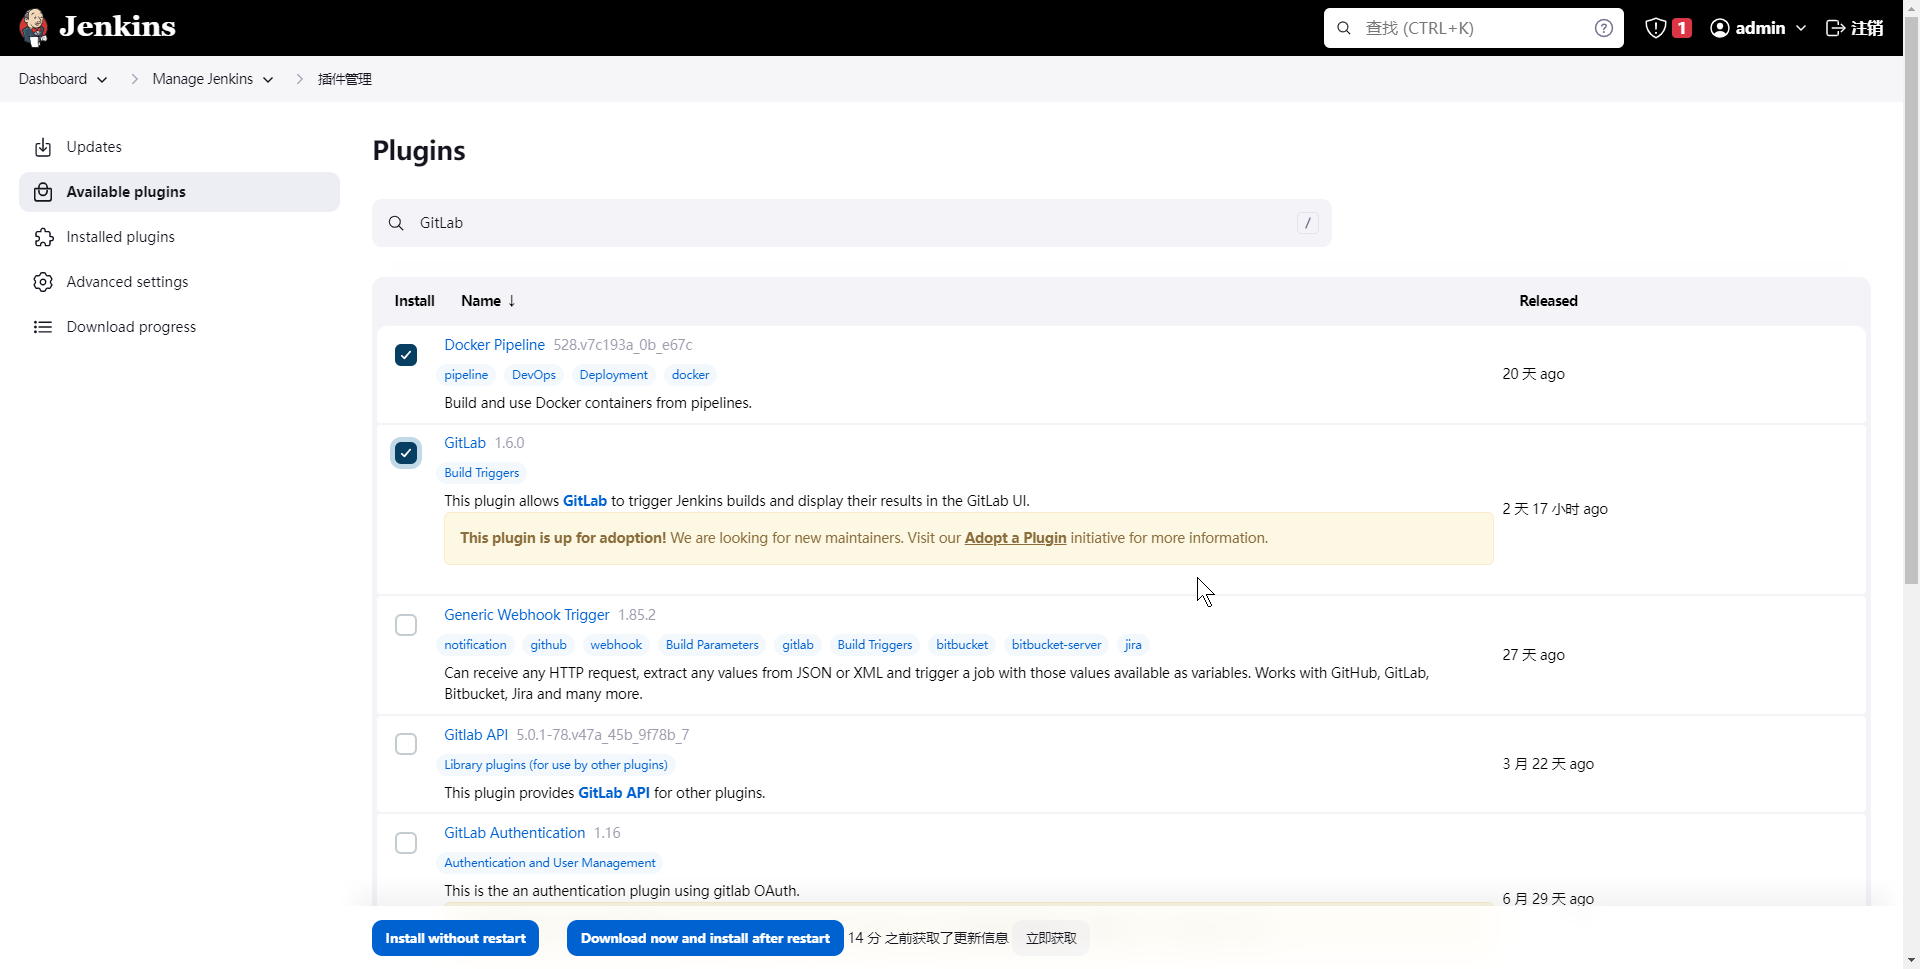 Jenkins
查找 (CTRL+K)
1
admin
注销
Dashboard
Manage Jenkins
插件管理
Updates
Available plugins
Installed plugins
Advanced settings
Download progress
Plugins
GitLab
/
Install Name ↓ Released
Docker Pipeline 528.v7c193a_0b_e67c
pipeline DevOps Deployment docker
Build and use Docker containers from pipelines.
20 天 ago
GitLab 1.6.0
Build Triggers
This plugin allows GitLab to trigger Jenkins builds and display their results in the GitLab UI.
This plugin is up for adoption! We are looking for new maintainers. Visit our Adopt a Plugin initiative for more information.
2 天 17 小时 ago
Generic Webhook Trigger 1.85.2
notification github webhook Build Parameters gitlab Build Triggers bitbucket bitbucket-server jira
Can receive any HTTP request, extract any values from JSON or XML and trigger a job with those values available as variables. Works with GitHub, GitLab,
Bitbucket, Jira and many more.
27 天 ago
Gitlab API 5.0.1-78.v47a_45b_9f78b_7
Library plugins (for use by other plugins)
This plugin provides GitLab API for other plugins.
3 月 22 天 ago
GitLab Authentication 1.16
Authentication and User Management
This is the an authentication plugin using gitlab OAuth.
6 月 29 天 ago
Install without restart
Download now and install after restart
14 分 之前获取了更新信息
立即获取